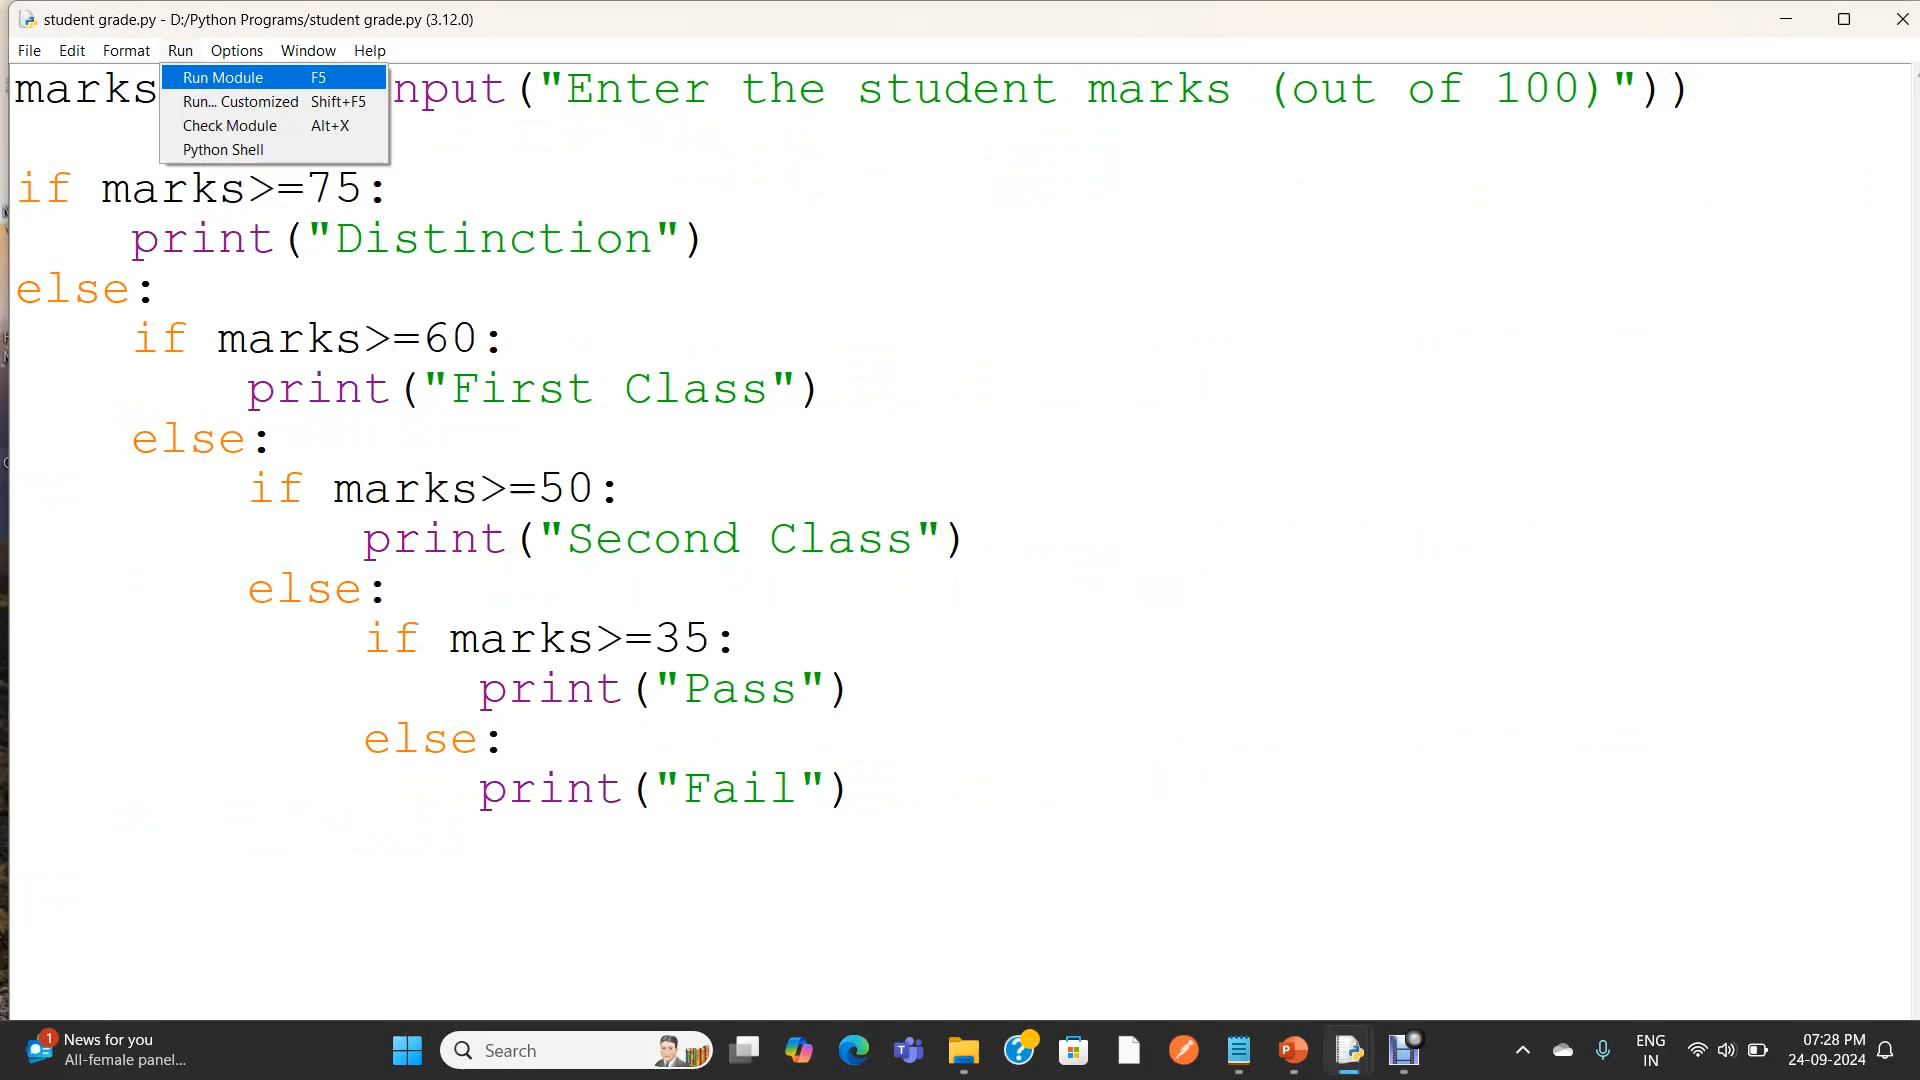 student grade.py - D:/Python Programs/student grade.py (3.12.0)
File Edit Format Run Options Window Help
Run Module F5
Run... Customized Shift+F5
Check Module Alt+X
Python Shell
marks nput("Enter the student marks (out of 100)"))
if marks>=75:
print("Distinction")
else:
if marks>=60:
print("First Class")
else:
if marks>=50:
print("Second Class")
else:
if marks>=35:
print("Pass")
else:
print("Fail")
1
News for you
All-female panel...
Search
ENG
IN
07:28 PM
24-09-2024